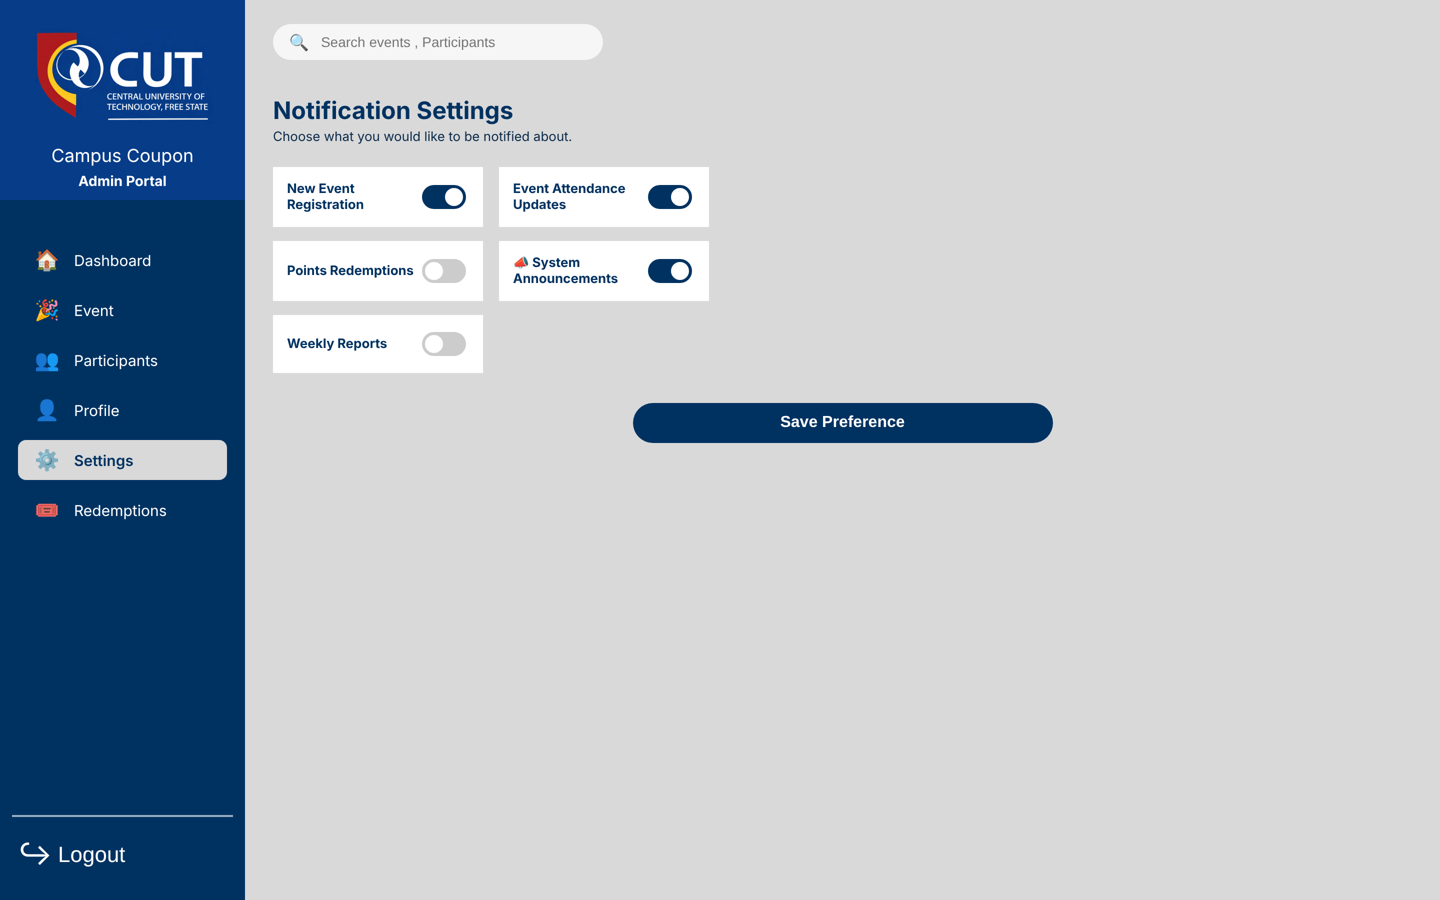 CUT
CENTRAL UNIVERSITY OF
TECHNOLOGY, FREE STATE
Campus Coupon
Admin Portal
Dashboard
Event
Participants
Profile
Settings
Redemptions
Logout
Search events , Participants
Notification Settings
Choose what you would like to be notified about.
New Event
Registration
Event Attendance
Updates
Points Redemptions
📣 System
Announcements
Weekly Reports
Save Preference